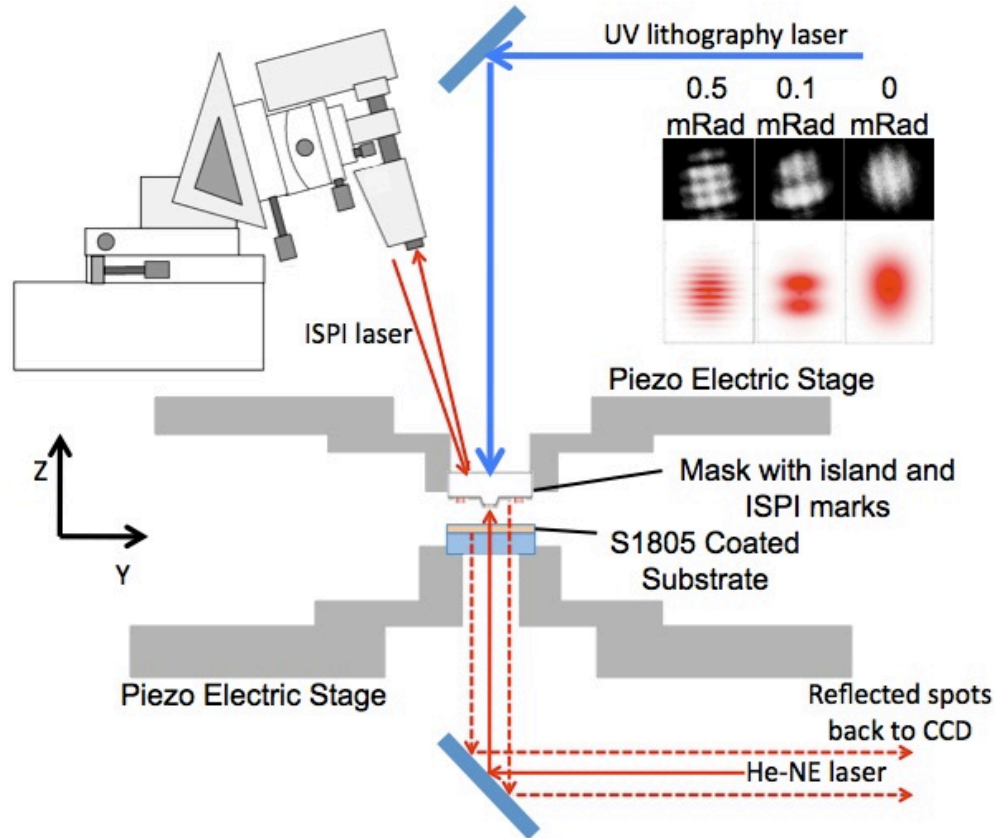 UV lithography laser
0.5 0.1 0
mRad mRad mRad
ISPI laser
Piezo Electric Stage
Z
Mask with island and
ISPI marks
S1805 Coated
Substrate
Y
Piezo Electric Stage
Reflected spots
back to CCD
He-NE laser